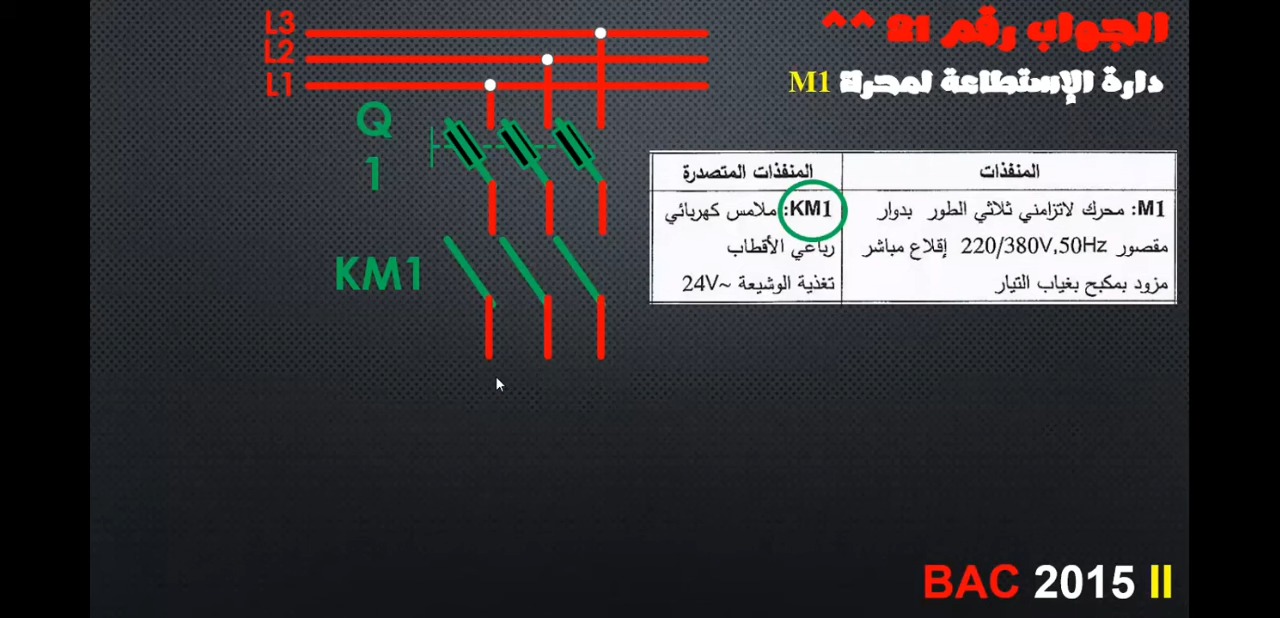 الجواب رقم 21 ^^
دارة الإستطاعة لمحرك M1
L3
L2
L1
Q
1
KM1
المنفذات
المنفذات المتصدرة
M1: محرك لاتزامني ثلاثي الطور بدوار
مقصور 220/380V,50Hz إقلاع مباشر
مزود بمكبح بغياب التيار
KM1: ملامس كهربائي
رباعي الأقطاب
تغذية الوشيعة ~24V
BAC 2015 II